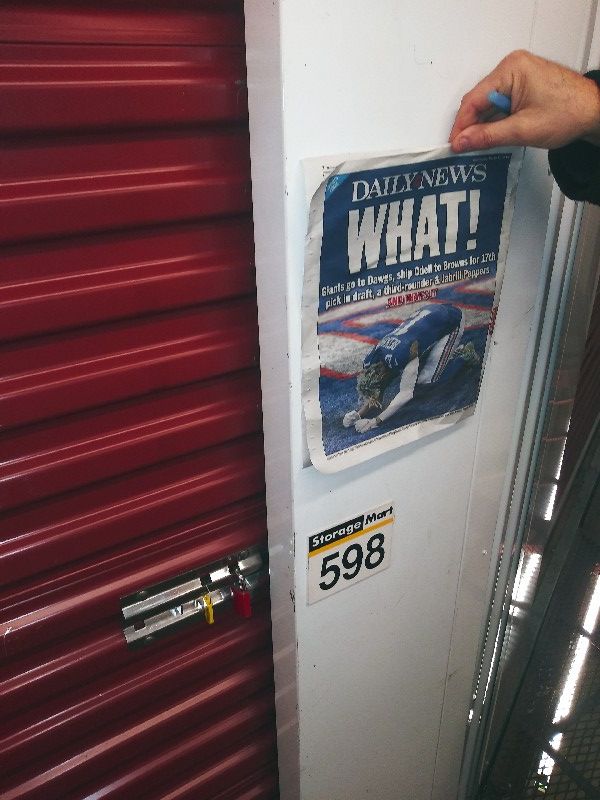 DAILY NEWS
WHAT!
Giants go to Dawgs, ship Odell to Browns for 17th
pick in draft, a third-rounder & Jabrill Peppers
Storage Mart
598